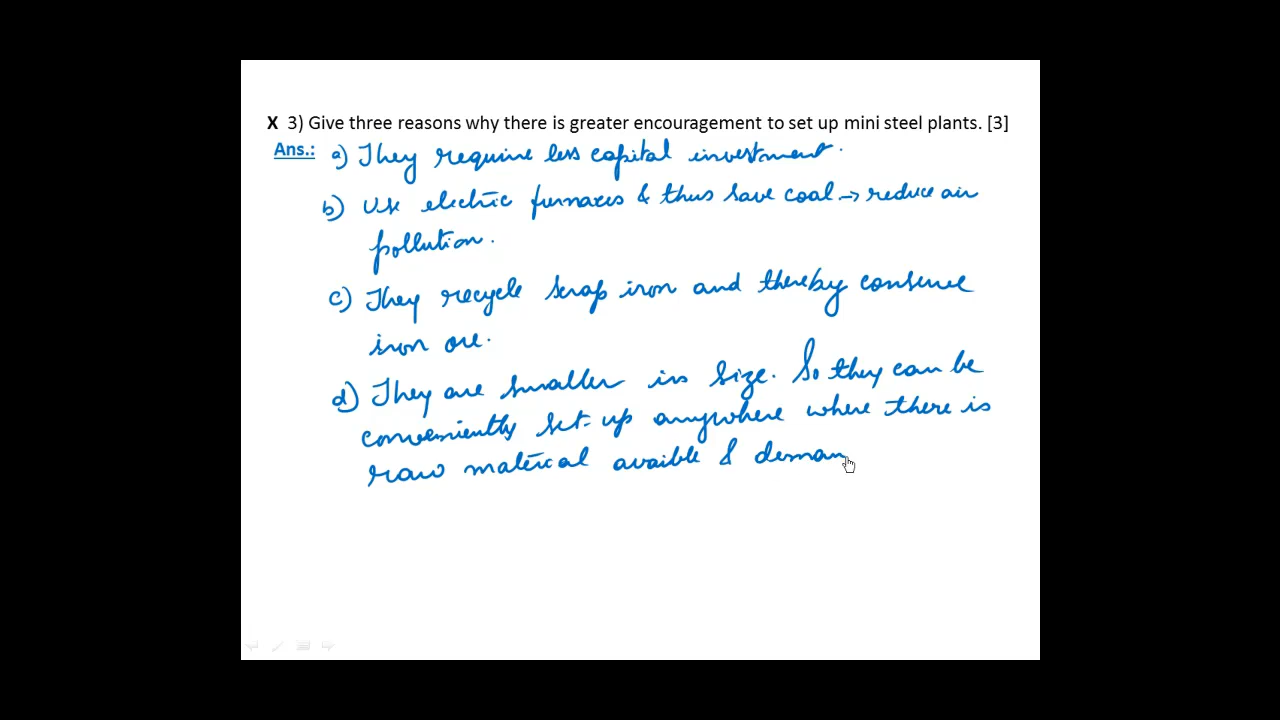 X 3) Give three reasons why there is greater encouragement to set up mini steel plants. [3]
Ans.: a) They require less capital investment.
b) Use electric furnaces & thus save coal → reduce air
pollution.
c) They recycle scrap iron and thereby conserve
iron ore.
d) They are smaller in size. So they can be
conveniently set-up anywhere where there is
raw material avaible & deman